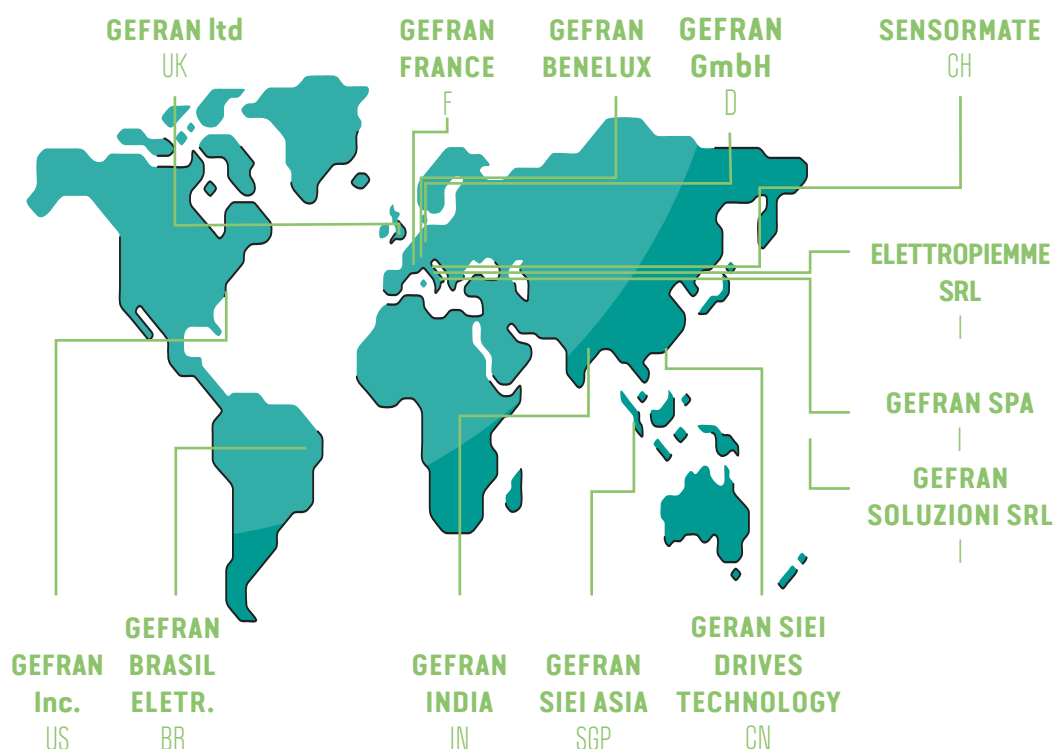 GEFRAN ltd
UK
GEFRAN
FRANCE
F
GEFRAN
BENELUX
GEFRAN
GmbH
D
SENSORMATE
CH
ELETTROPIEMME
SRL
I
GEFRAN SPA
I
GEFRAN
SOLUZIONI SRL
I
GEFRAN
Inc.
US
GEFRAN
BRASIL
ELETR.
BR
GEFRAN
INDIA
IN
GEFRAN
SIEI ASIA
SGP
GERAN SIEI
DRIVES
TECHNOLOGY
CN